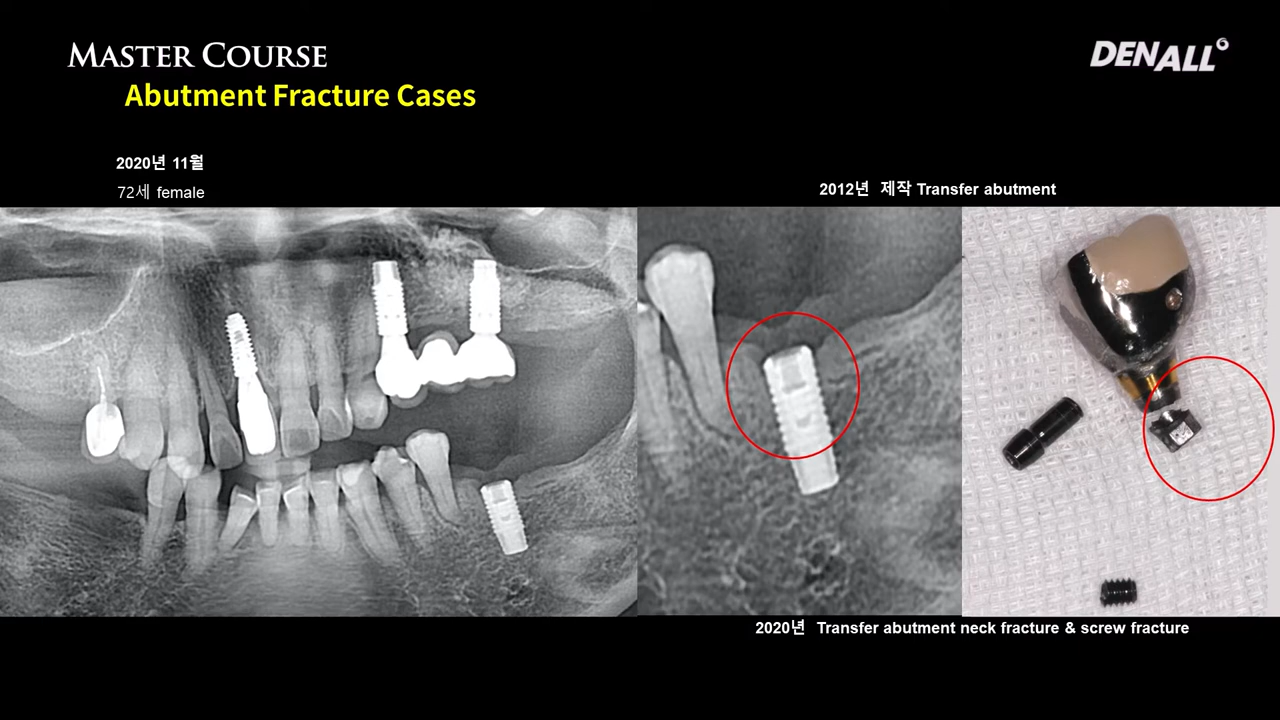 MASTER COURSE
DENALL
Abutment Fracture Cases
2020년 11월
72세 female
2012년 제작 Transfer abutment
2020년 Transfer abutment neck fracture & screw fracture